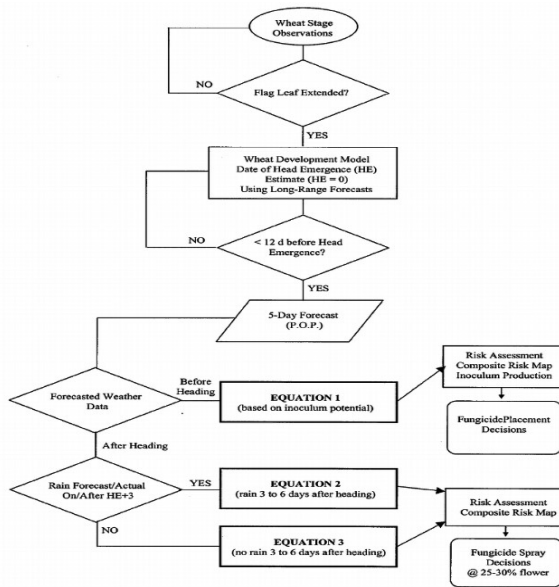 Wheat Stage
Observations
NO
Flag Leaf Extended?
YES
Wheat Development Model
Date of Head Emergence (HE)
Estimate (HE = 0)
Using Long-Range Forecasts
NO
< 12 d before Head
Emergence?
YES
5-Day Forecast
(P.O.P.)
Forecasted Weather
Data
Before
Heading
EQUATION 1
(based on inoculum potential)
Risk Assessment
Composite Risk Map
Inoculum Production
FungicidePlacement
Decisions
After Heading
Rain Forecast/Actual
On/After HE+3
YES
EQUATION 2
(rain 3 to 6 days after heading)
NO
EQUATION 3
(no rain 3 to 6 days after heading)
Risk Assessment
Composite Risk Map
Fungicide Spray
Decisions
@ 25-30% flower